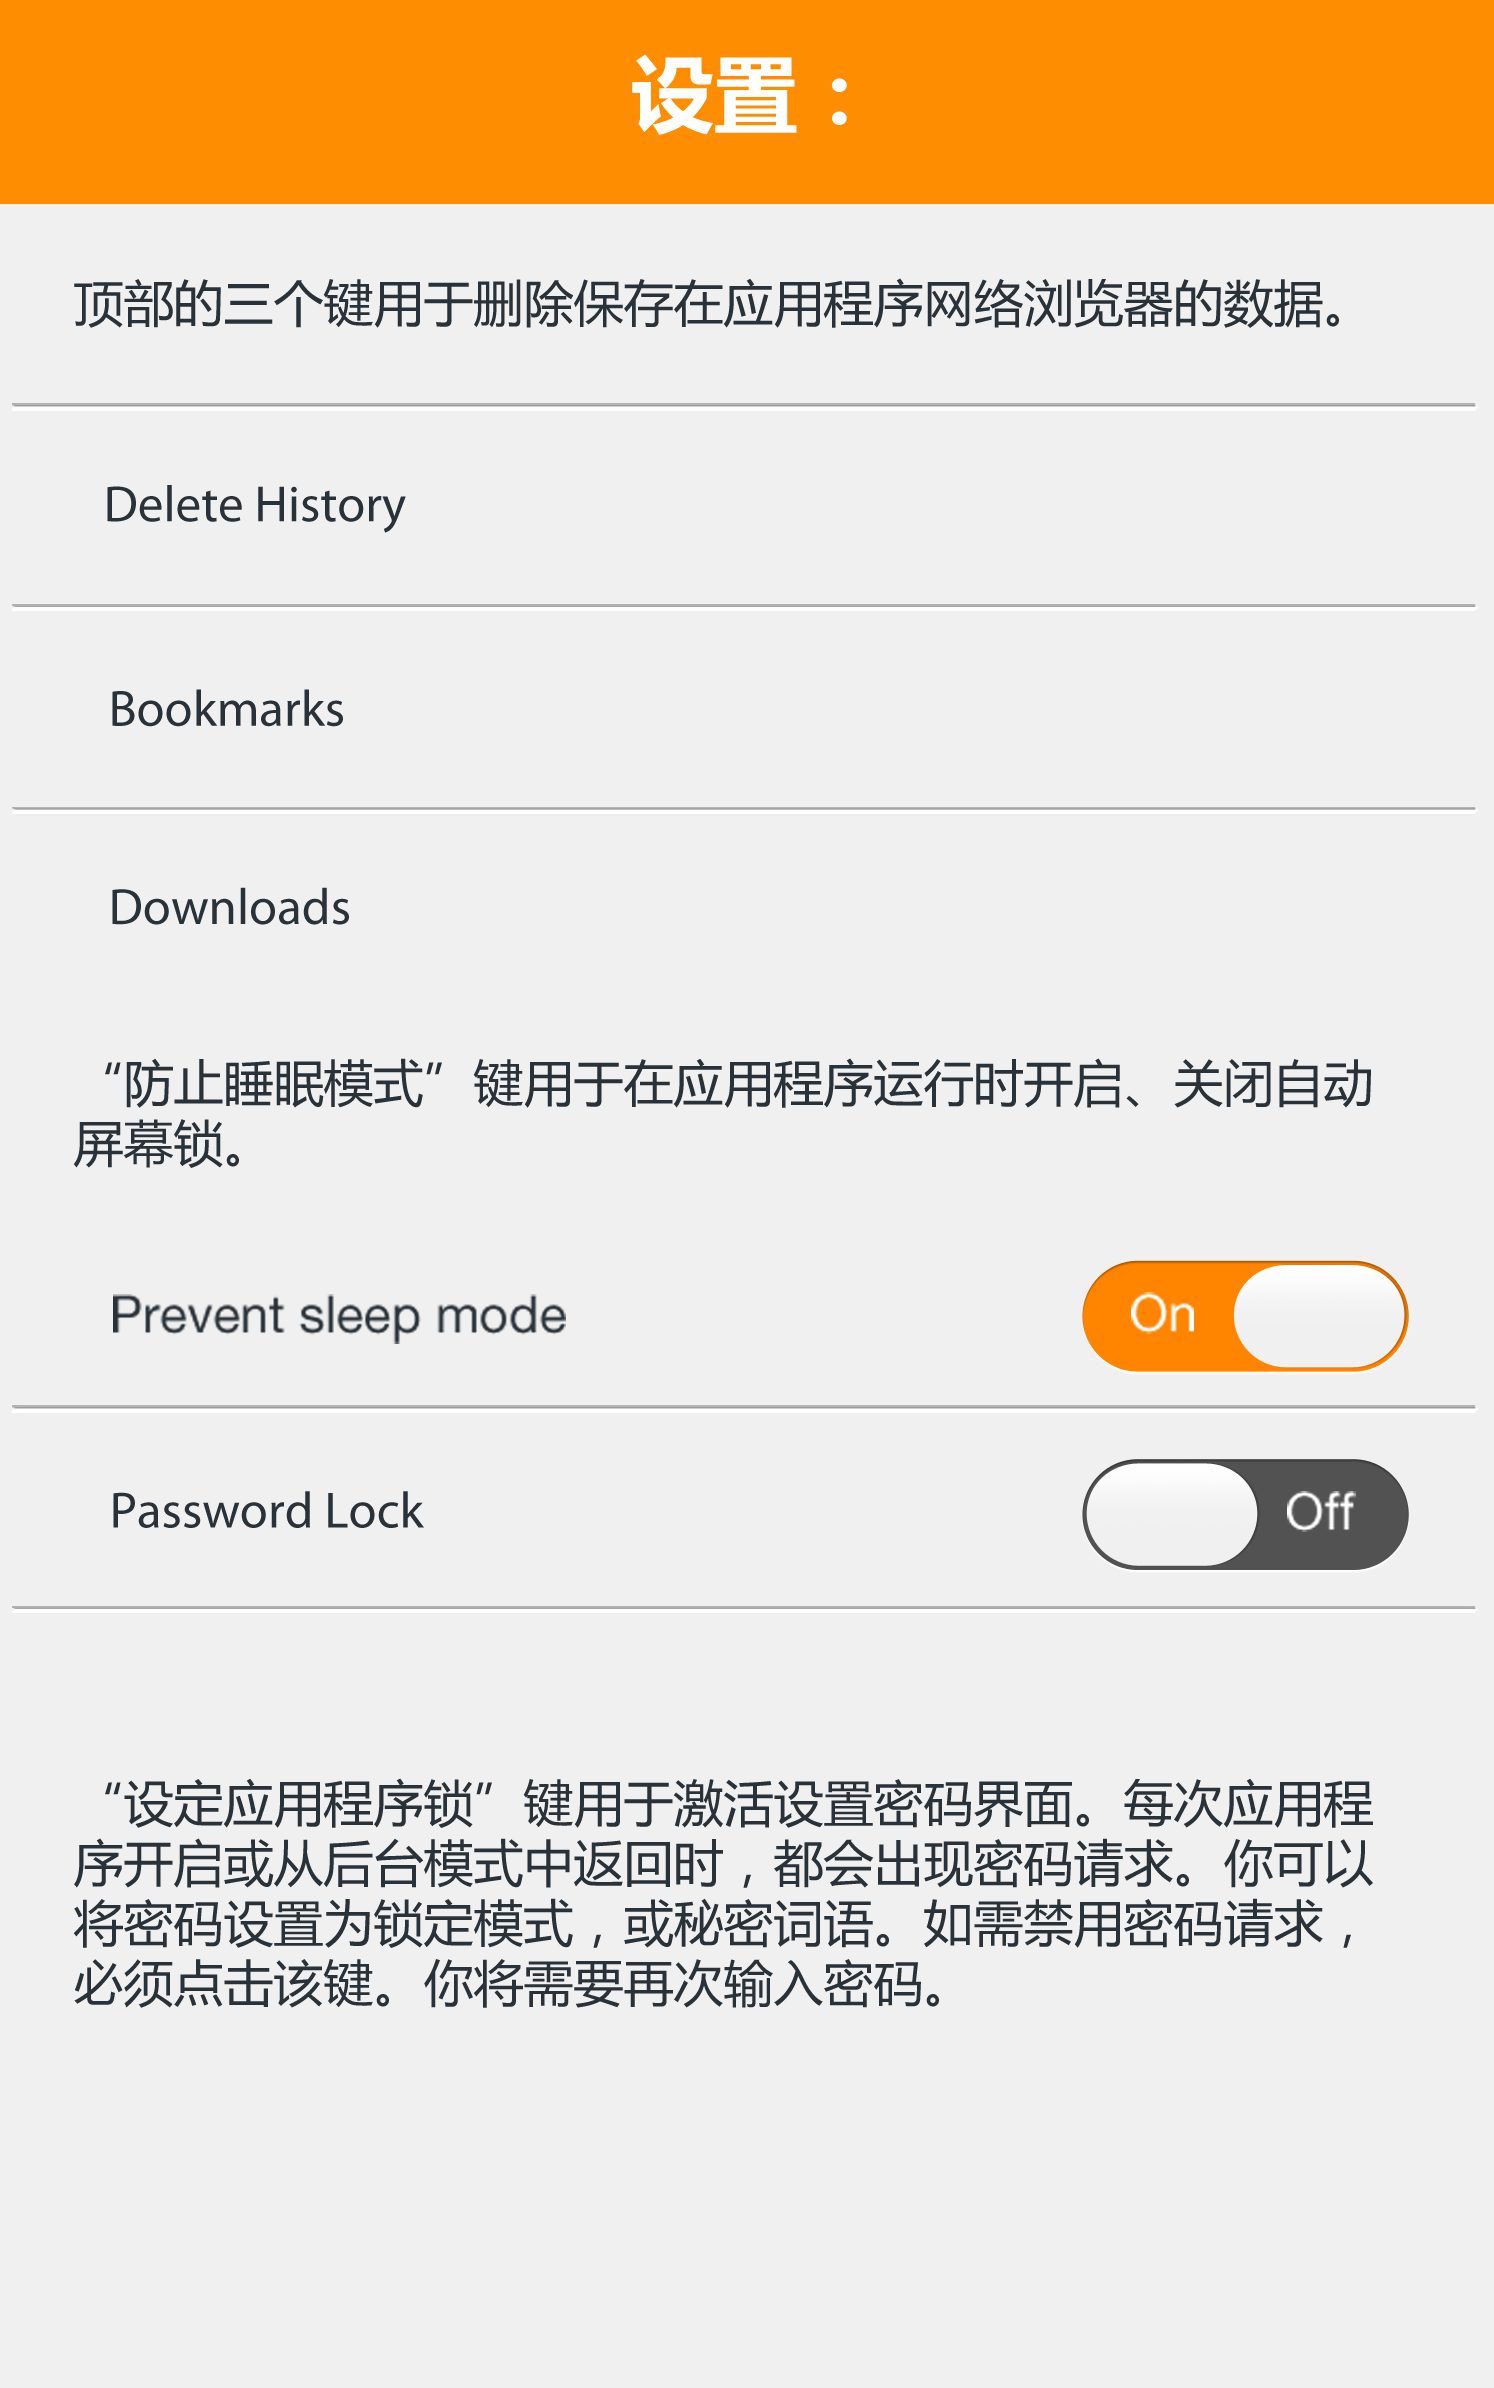 设置：
顶部的三个键用于删除保存在应用程序网络浏览器的数据。
Delete History
Bookmarks
Downloads
“防止睡眠模式”键用于在应用程序运行时开启、关闭自动
屏幕锁。
Prevent sleep mode On
Password Lock Off
“设定应用程序锁”键用于激活设置密码界面。每次应用程
序开启或从后台模式中返回时，都会出现密码请求。你可以
将密码设置为锁定模式，或秘密词语。如需禁用密码请求，
必须点击该键。你将需要再次输入密码。